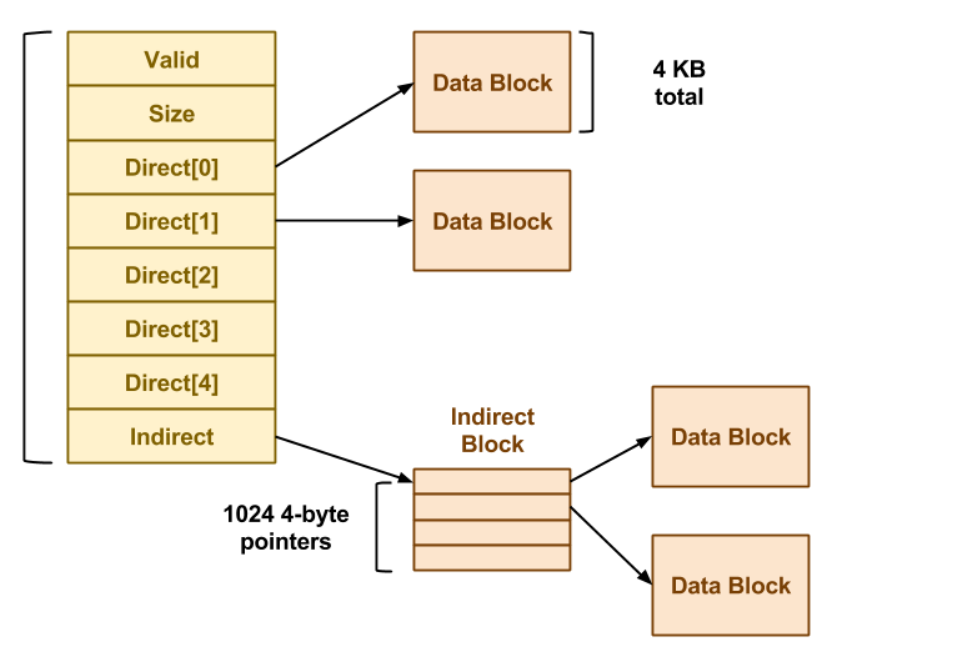 Valid
Size
Direct[0]
Direct[1]
Direct[2]
Direct[3]
Direct[4]
Indirect
Data Block
4 KB
total
Data Block
Indirect
Block
1024 4-byte
pointers
Data Block
Data Block